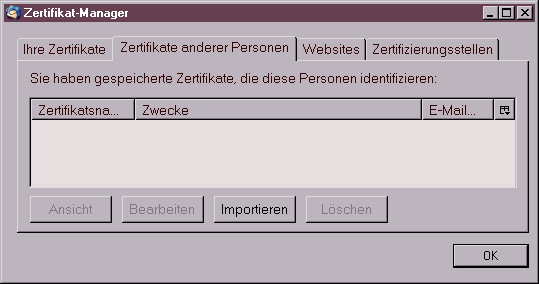 Zertifikat-Manager
Ihre Zertifikate Zertifikate anderer Personen Websites Zertifizierungsstellen
Sie haben gespeicherte Zertifikate, die diese Personen identifizieren:
Zertifikatsna... Zwecke E-Mail...
Ansicht Bearbeiten Importieren Löschen
OK